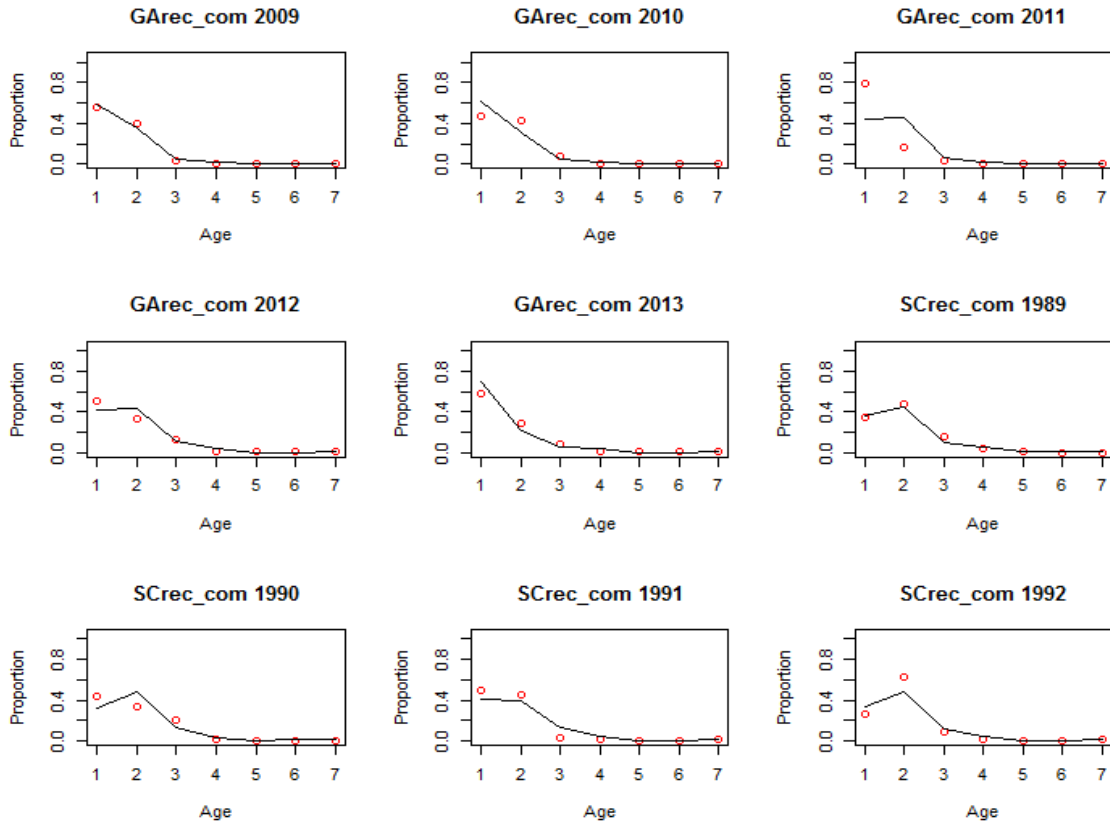 GArec_com 2009
Proportion
0.0 0.4 0.8
1 2 3 4 5 6 7
Age
GArec_com 2010
Proportion
0.0 0.4 0.8
1 2 3 4 5 6 7
Age
GArec_com 2011
Proportion
0.0 0.4 0.8
1 2 3 4 5 6 7
Age
GArec_com 2012
Proportion
0.0 0.4 0.8
1 2 3 4 5 6 7
Age
GArec_com 2013
Proportion
0.0 0.4 0.8
1 2 3 4 5 6 7
Age
SCrec_com 1989
Proportion
0.0 0.4 0.8
1 2 3 4 5 6 7
Age
SCrec_com 1990
Proportion
0.0 0.4 0.8
1 2 3 4 5 6 7
Age
SCrec_com 1991
Proportion
0.0 0.4 0.8
1 2 3 4 5 6 7
Age
SCrec_com 1992
Proportion
0.0 0.4 0.8
1 2 3 4 5 6 7
Age